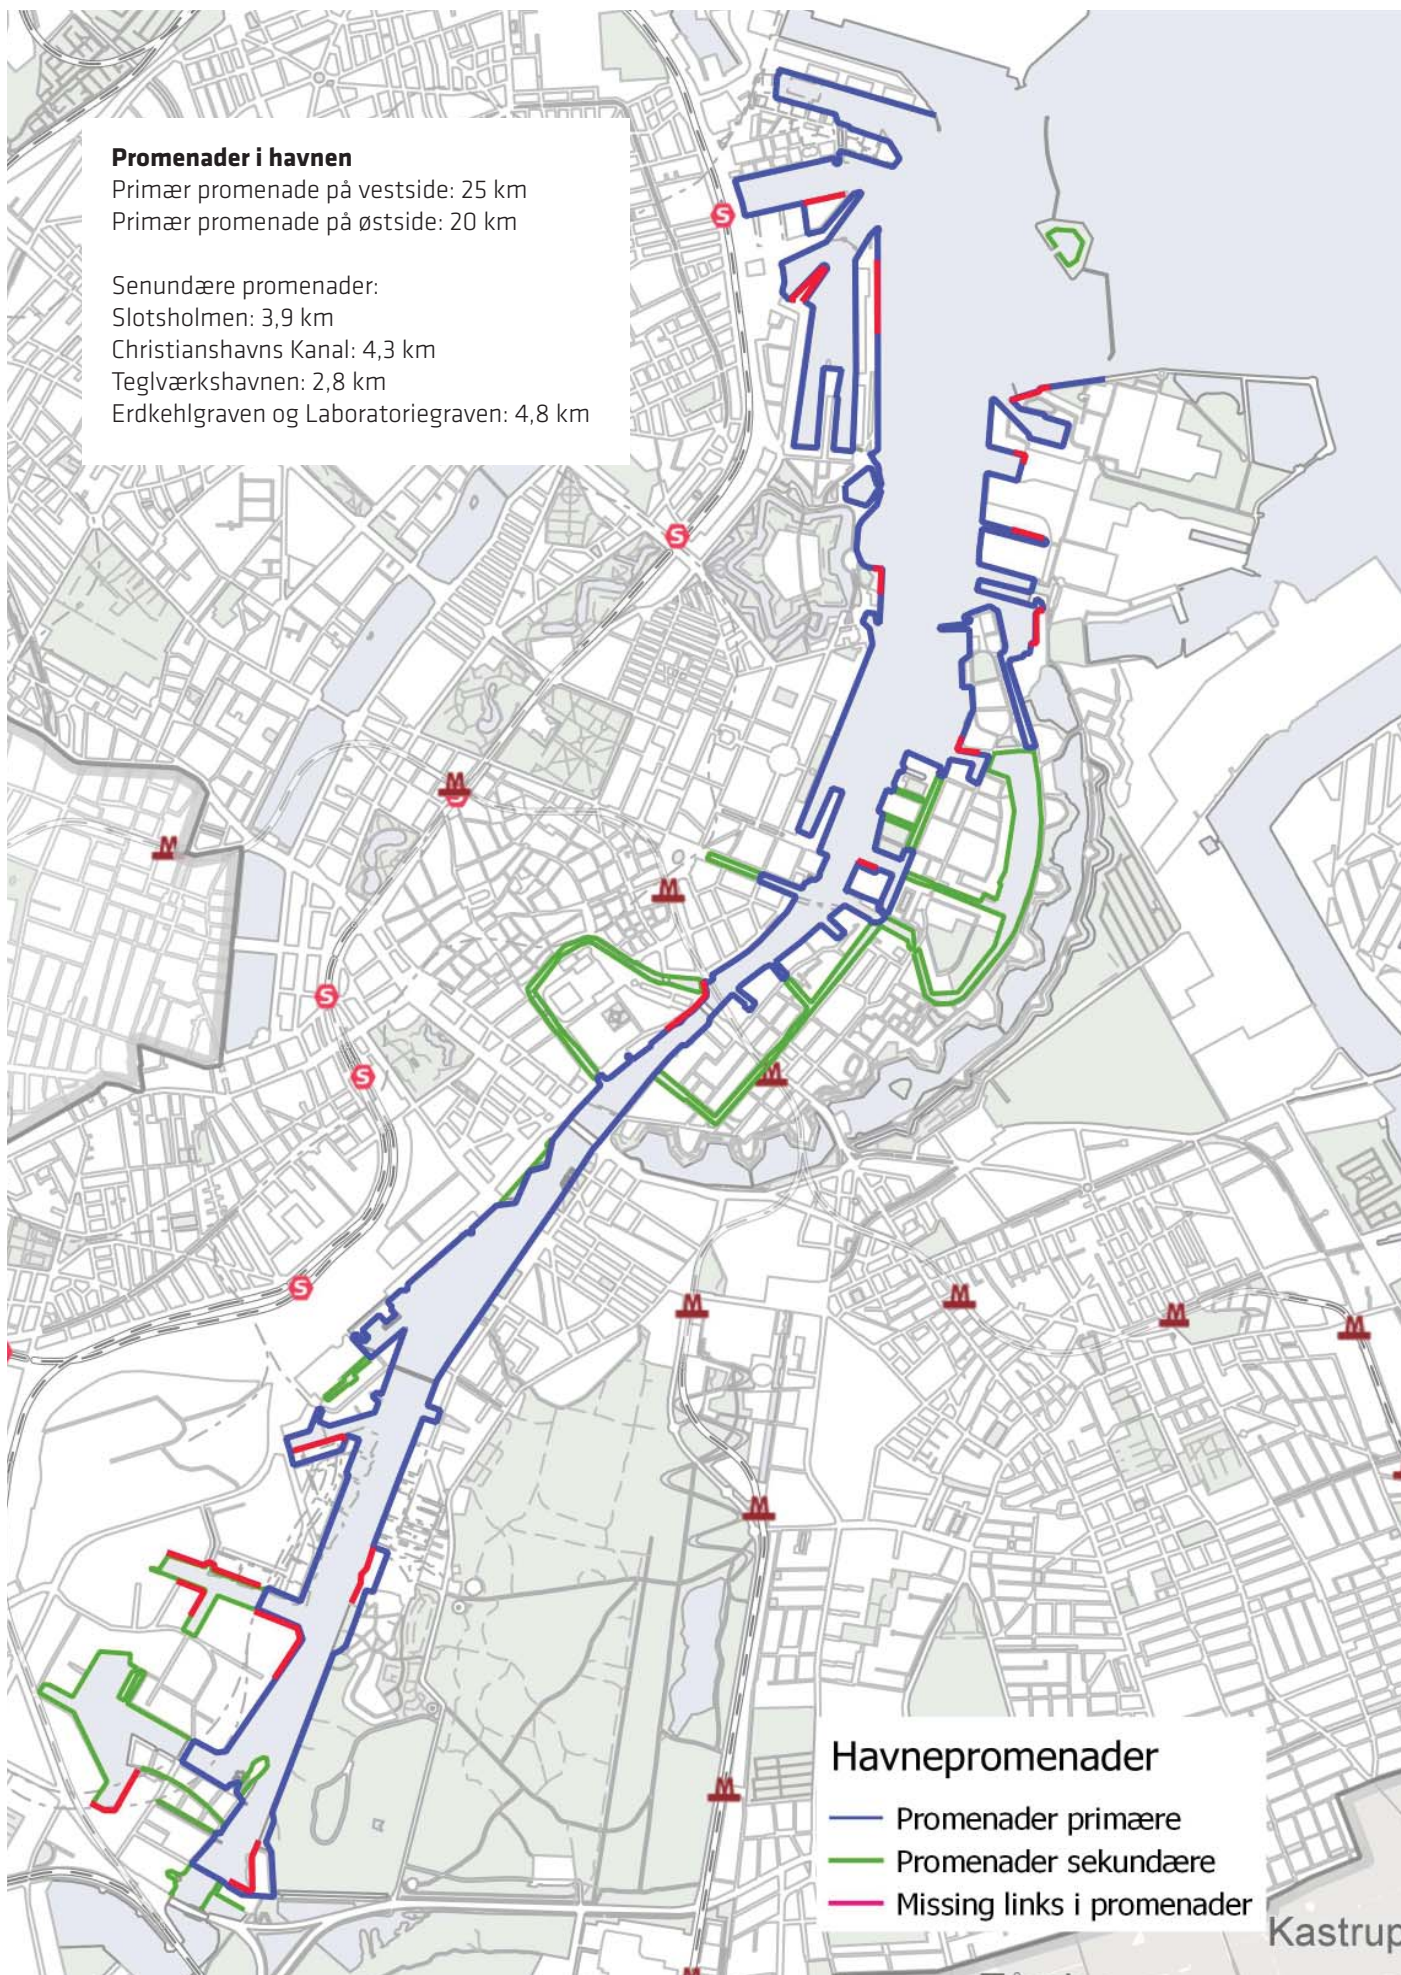 Promenader i havnen
Primær promenade på vestside: 25 km
Primær promenade på østside: 20 km
Senundære promenader:
Slotsholmen: 3,9 km
Christianshavns Kanal: 4,3 km
Teglværkshavnen: 2,8 km
Erdkehlgraven og Laboratoriegraven: 4,8 km
S
S
M
M
M
S
S
M
S
M
M
M
M
M
M
Havnepromenader
Promenader primære
Promenader sekundære
Missing links i promenader
Kastrup